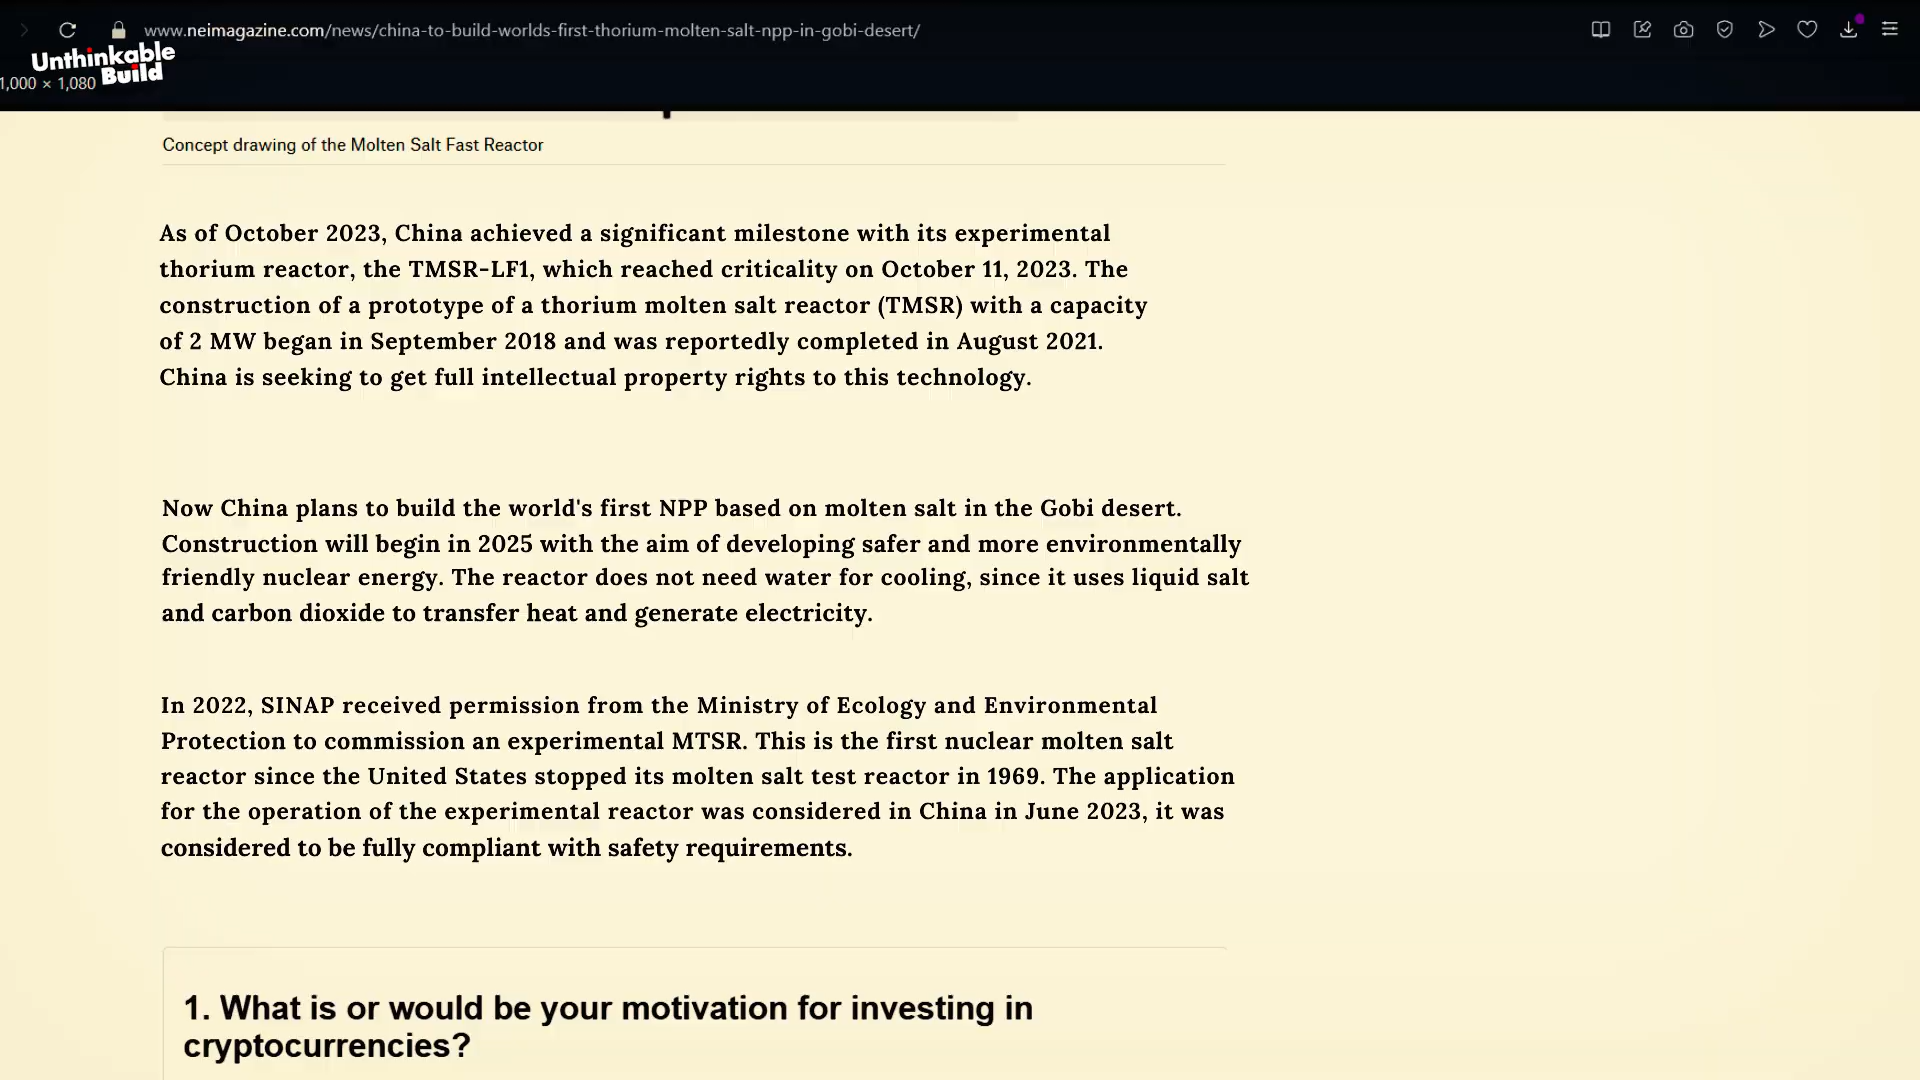 www.neimagazine.com/news/china-to-build-worlds-first-thorium-molten-salt-npp-in-gobi-desert/
Unthinkable
Build
1,000 × 1,080
Concept drawing of the Molten Salt Fast Reactor
As of October 2023, China achieved a significant milestone with its experimental
thorium reactor, the TMSR-LF1, which reached criticality on October 11, 2023. The
construction of a prototype of a thorium molten salt reactor (TMSR) with a capacity
of 2 MW began in September 2018 and was reportedly completed in August 2021.
China is seeking to get full intellectual property rights to this technology.
Now China plans to build the world's first NPP based on molten salt in the Gobi desert.
Construction will begin in 2025 with the aim of developing safer and more environmentally
friendly nuclear energy. The reactor does not need water for cooling, since it uses liquid salt
and carbon dioxide to transfer heat and generate electricity.
In 2022, SINAP received permission from the Ministry of Ecology and Environmental
Protection to commission an experimental MTSR. This is the first nuclear molten salt
reactor since the United States stopped its molten salt test reactor in 1969. The application
for the operation of the experimental reactor was considered in China in June 2023, it was
considered to be fully compliant with safety requirements.
1. What is or would be your motivation for investing in
cryptocurrencies?